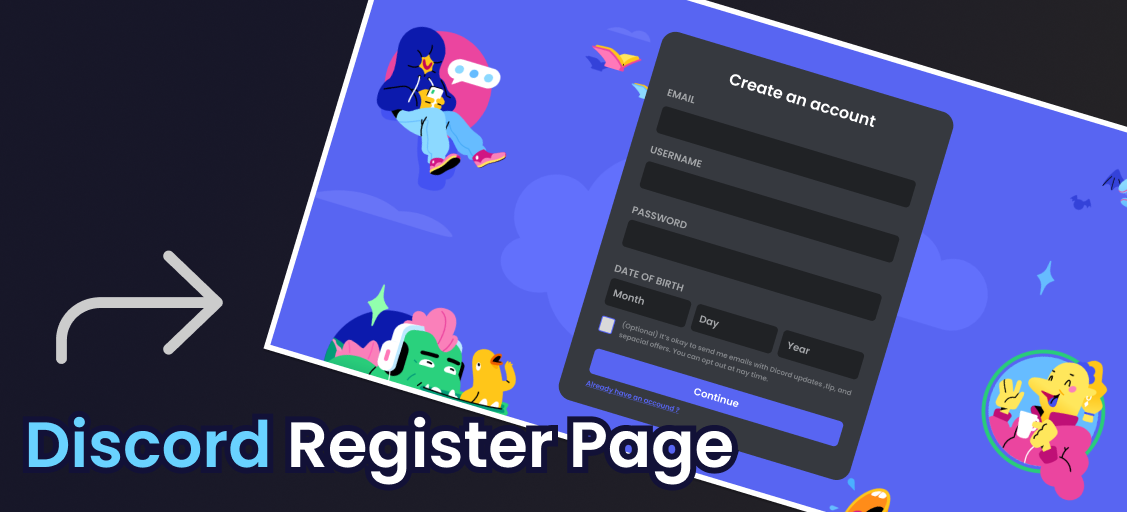 Create an account
EMAIL
USERNAME
PASSWORD
DATE OF BIRTH
Month Day Year
(Optional) It's okay to send me emails with Dicord updates ,tip, and
sepacial offers. You can opt out at nay time.
Continue
Already have an accound ?
Discord Register Page